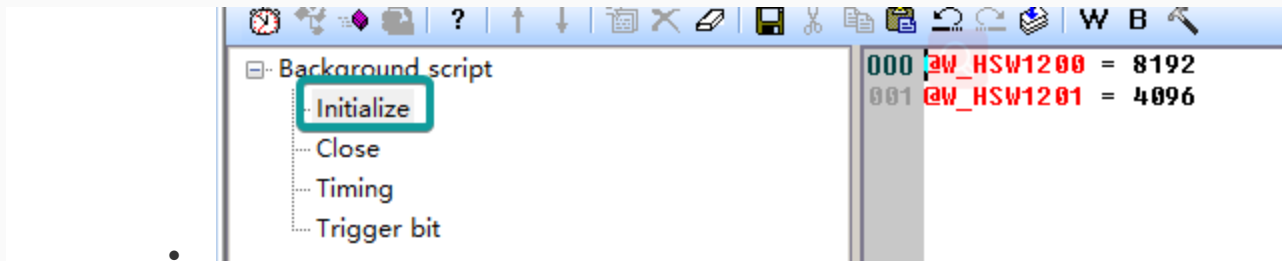 ? W B
Background script
Initialize
Close
Timing
Trigger bit
000 @W_HSW1200 = 8192
001 @W_HSW1201 = 4096